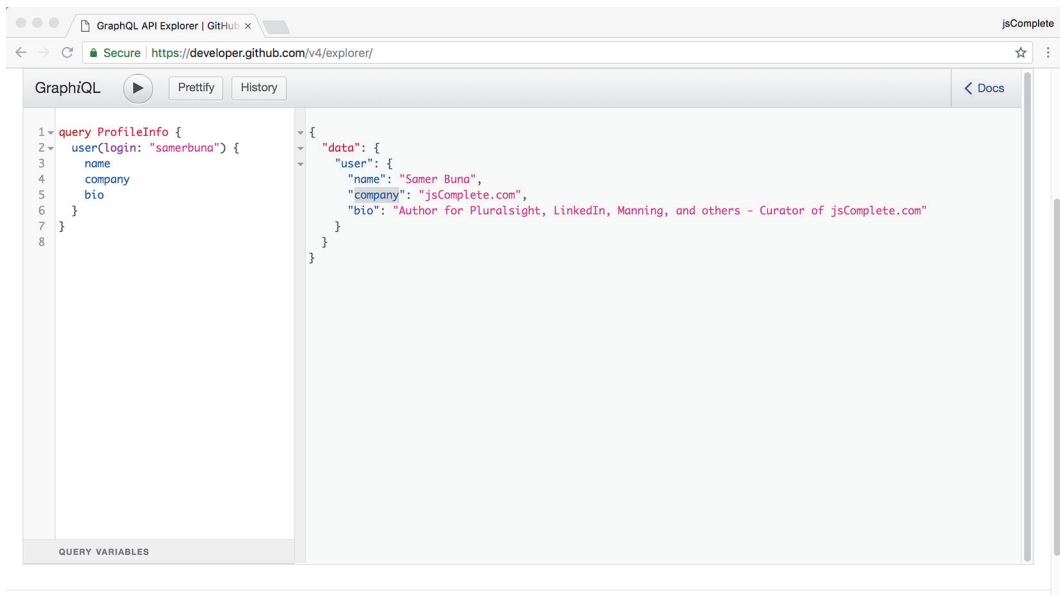 GraphQL API Explorer | GitHub
jsComplete
Secure https://developer.github.com/v4/explorer/
GraphiQL Prettify History Docs
1 query ProfileInfo {
2 user(login: "samerbuna") {
3 name
4 company
5 bio
6 }
7 }
8
{
"data": {
"user": {
"name": "Samer Buna",
"company": "jsComplete.com",
"bio": "Author for Pluralsight, LinkedIn, Manning, and others - Curator of jsComplete.com"
}
}
}
QUERY VARIABLES